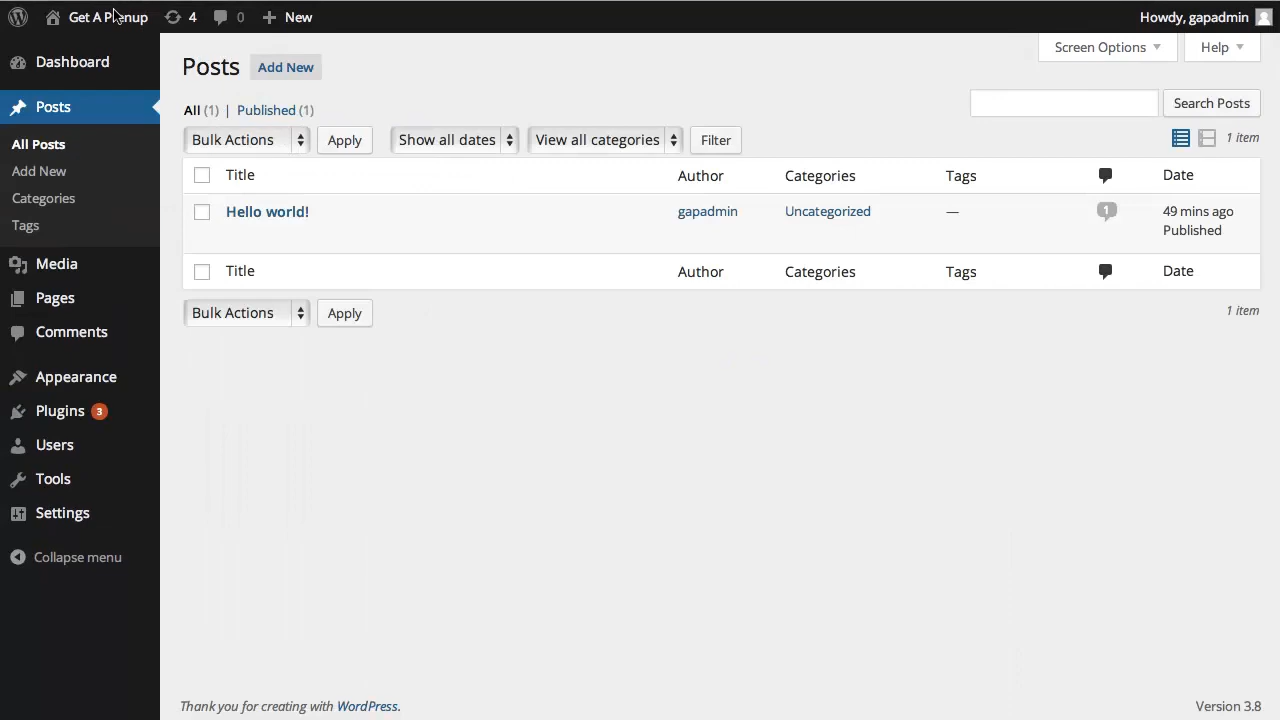 Get A Prenup 4 0 New Howdy, gapadmin
Dashboard
Posts
All Posts
Add New
Categories
Tags
Media
Pages
Comments
Appearance
Plugins 3
Users
Tools
Settings
Collapse menu
Screen Options Help
Posts Add New
All (1) | Published (1)
Search Posts
Bulk Actions Apply Show all dates View all categories Filter 1 item
Title Author Categories Tags Date
Hello world! gapadmin Uncategorized — 1 49 mins ago
Published
Title Author Categories Tags Date
Bulk Actions Apply 1 item
Thank you for creating with WordPress. Version 3.8